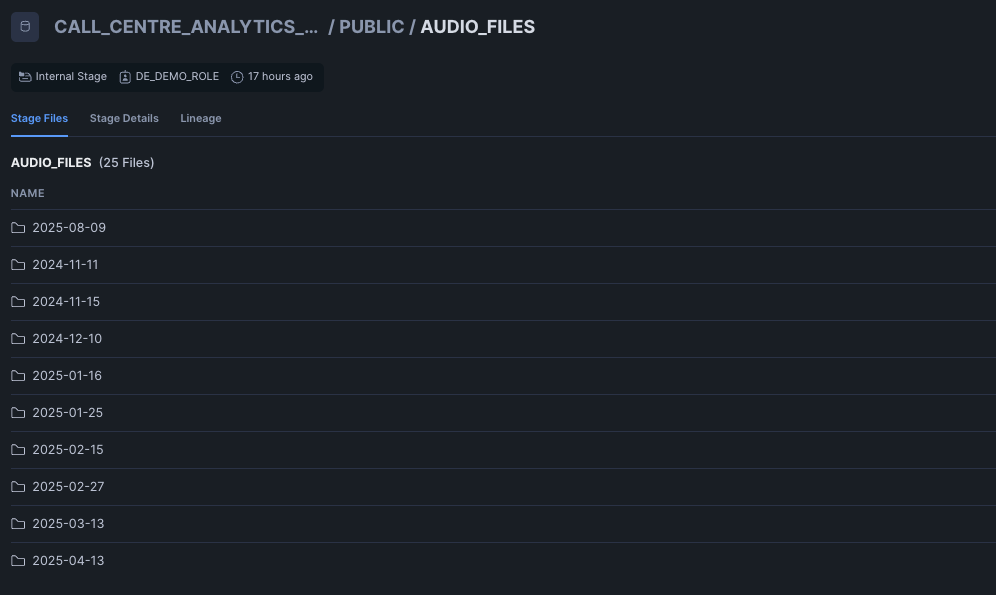 CALL_CENTRE_ANALYTICS_... / PUBLIC / AUDIO_FILES
Internal Stage DE_DEMO_ROLE 17 hours ago
Stage Files Stage Details Lineage
AUDIO_FILES (25 Files)
NAME
2025-08-09
2024-11-11
2024-11-15
2024-12-10
2025-01-16
2025-01-25
2025-02-15
2025-02-27
2025-03-13
2025-04-13